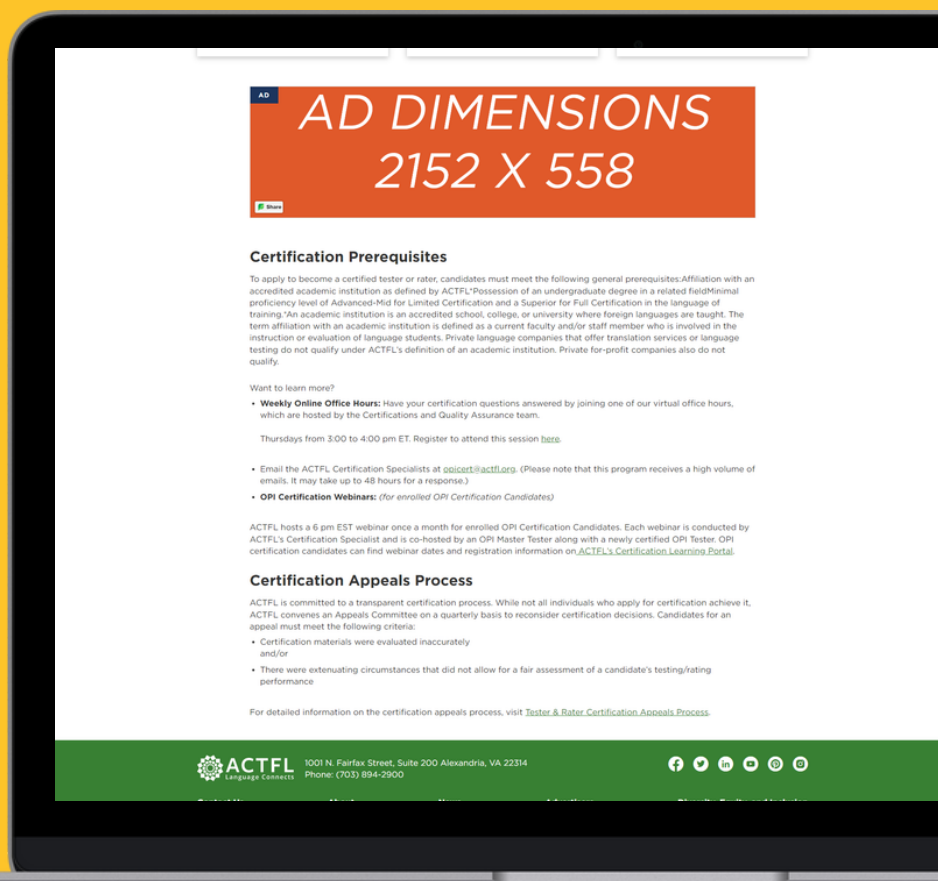 AD
AD DIMENSIONS
2152 X 558
Share
Certification Prerequisites
To apply to become a certified tester or rater, candidates must meet the following general prerequisites:Affiliation with an
accredited academic institution as defined by ACTFL*Possession of an undergraduate degree in a related fieldMinimal
proficiency level of Advanced-Mid for Limited Certification and a Superior for Full Certification in the language of
training.*An academic institution is an accredited school, college, or university where foreign languages are taught. The
term affiliation with an academic institution is defined as a current faculty and/or staff member who is involved in the
instruction or evaluation of language students. Private language companies that offer translation services or language
testing do not qualify under ACTFL's definition of an academic institution. Private for-profit companies also do not
qualify.
Want to learn more?
• Weekly Online Office Hours: Have your certification questions answered by joining one of our virtual office hours,
which are hosted by the Certifications and Quality Assurance team.
Thursdays from 3:00 to 4:00 pm ET. Register to attend this session here.
• Email the ACTFL Certification Specialists at opicert@actfl.org. (Please note that this program receives a high volume of
emails. It may take up to 48 hours for a response.)
• OPI Certification Webinars: (for enrolled OPI Certification Candidates)
ACTFL hosts a 6 pm EST webinar once a month for enrolled OPI Certification Candidates. Each webinar is conducted by
ACTFL's Certification Specialist and is co-hosted by an OPI Master Tester along with a newly certified OPI Tester. OPI
certification candidates can find webinar dates and registration information on ACTFL's Certification Learning Portal.
Certification Appeals Process
ACTFL is committed to a transparent certification process. While not all individuals who apply for certification achieve it,
ACTFL convenes an Appeals Committee on a quarterly basis to reconsider certification decisions. Candidates for an
appeal must meet the following criteria:
• Certification materials were evaluated inaccurately
and/or
• There were extenuating circumstances that did not allow for a fair assessment of a candidate's testing/rating
performance
For detailed information on the certification appeals process, visit Tester & Rater Certification Appeals Process.
ACTFL
Language Connects
1001 N. Fairfax Street, Suite 200 Alexandria, VA 22314
Phone: (703) 894-2900